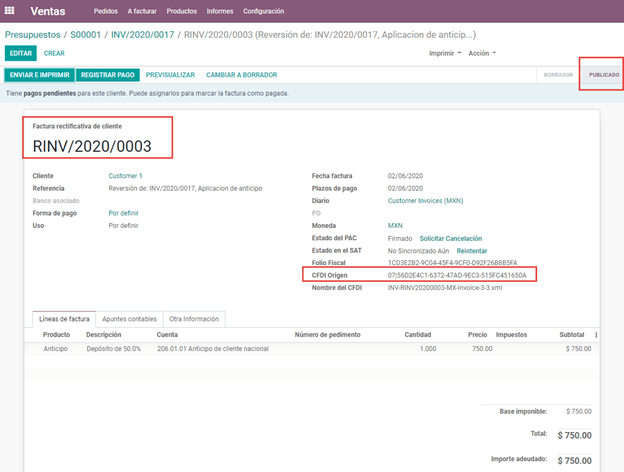 Ventas Pedidos A facturar Productos Informes Configuración
Presupuestos / S00001 / INV/2020/0017 / RINV/2020/0003 (Reversión de: INV/2020/0017, Aplicacion de anticip...)
EDITAR CREAR Imprimir Acción
ENVIAR E IMPRIMIR REGISTRAR PAGO PREVISUALIZAR CAMBIAR A BORRADOR BORRADOR PUBLICADO
Tiene pagos pendientes para este cliente. Puede asignarlos para marcar la factura como pagada.
Factura rectificativa de cliente
RINV/2020/0003
Cliente Customer 1
Referencia Reversión de: INV/2020/0017, Aplicacion de anticipo
Banco asociado
Forma de pago Por definir
Uso Por definir
Fecha factura 02/06/2020
Plazos de pago 02/06/2020
Diario Customer Invoices (MXN)
PO
Moneda MXN
Estado del PAC Firmado Solicitar Cancelación
Estado en el SAT No Sincronizado Aún Reintentar
Folio Fiscal 1CD3E2B2-9C04-45F4-9CF0-D92F26B8B5FA
CFDI Origen 07|56D2E4C1-6372-47AD-9EC3-515FC451650A
Nombre del CFDI INV-RINV20200003-MX-Invoice-3-3.xml
Líneas de factura Apuntes contables Otra Información
Producto Descripción Cuenta Número de pedimento Cantidad Precio Impuestos Subtotal
Anticipo Depósito de 50.0% 206.01.01 Anticipo de cliente nacional 1.000 750.00 $ 750.00
Base imponible: $ 750.00
Total: $ 750.00
Importe adeudado: $ 750.00